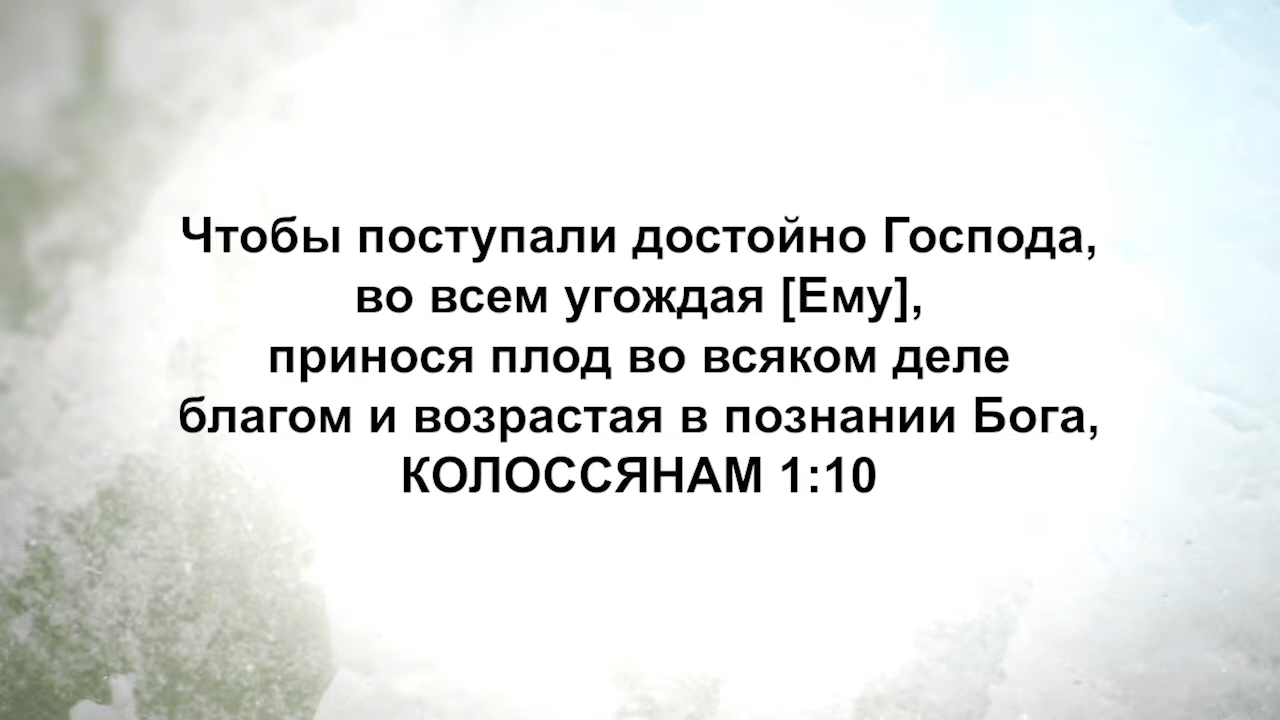 Чтобы поступали достойно Господа,
во всем угождая [Ему],
принося плод во всяком деле
благом и возрастая в познании Бога,
КОЛОССЯНАМ 1:10